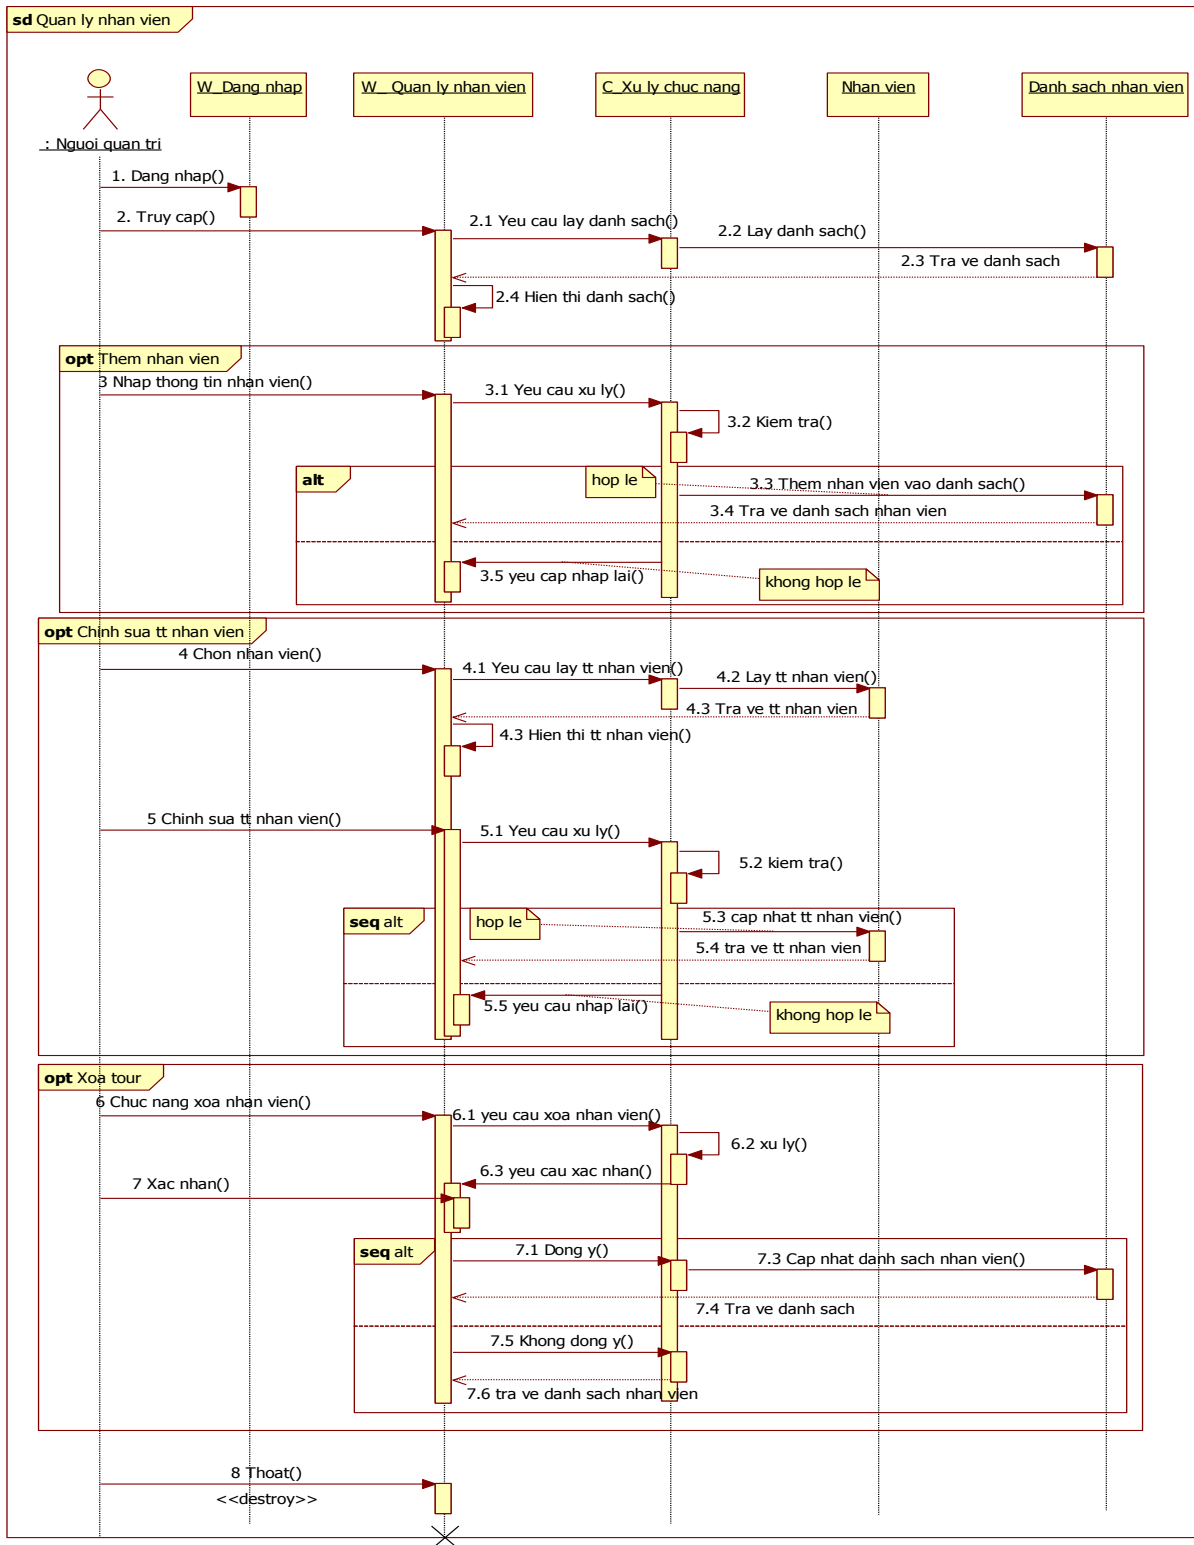 sd Quan ly nhan vien
W_Dang nhap
W_ Quan ly nhan vien
C_Xu ly chuc nang
Nhan vien
Danh sach nhan vien
: Nguoi quan tri
1. Dang nhap()
2. Truy cap()
2.1 Yeu cau lay danh sach()
2.2 Lay danh sach()
2.3 Tra ve danh sach
2.4 Hien thi danh sach()
opt Them nhan vien
3 Nhap thong tin nhan vien()
3.1 Yeu cau xu ly()
3.2 Kiem tra()
alt
hop le
3.3 Them nhan vien vao danh sach()
3.4 Tra ve danh sach nhan vien
3.5 yeu cap nhap lai()
khong hop le
opt Chinh sua tt nhan vien
4 Chon nhan vien()
4.1 Yeu cau lay tt nhan vien()
4.2 Lay tt nhan vien()
4.3 Tra ve tt nhan vien
4.3 Hien thi tt nhan vien()
5 Chinh sua tt nhan vien()
5.1 Yeu cau xu ly()
5.2 kiem tra()
seq alt
hop le
5.3 cap nhat tt nhan vien()
5.4 tra ve tt nhan vien
5.5 yeu cau nhap lai()
khong hop le
opt Xoa tour
6 Chuc nang xoa nhan vien()
6.1 yeu cau xoa nhan vien()
6.2 xu ly()
6.3 yeu cau xac nhan()
7 Xac nhan()
seq alt
7.1 Dong y()
7.3 Cap nhat danh sach nhan vien()
7.4 Tra ve danh sach
7.5 Khong dong y()
7.6 tra ve danh sach nhan vien
8 Thoat()
<<destroy>>